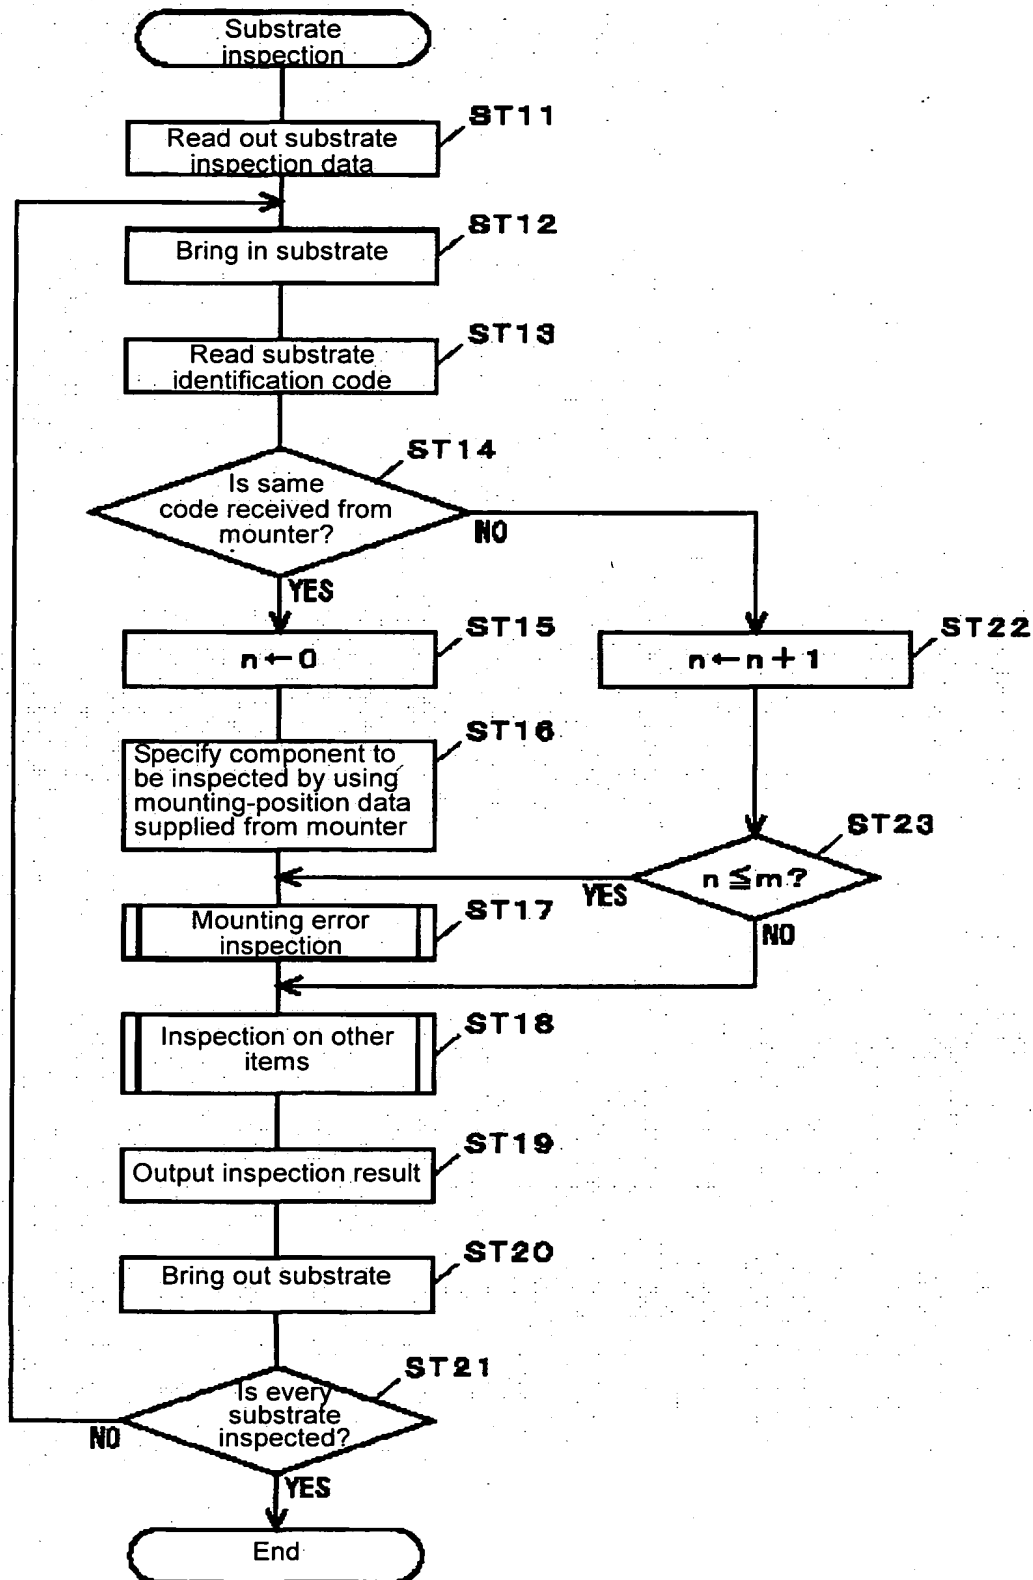 Substrate
inspection
ST11
Read out substrate
inspection data
ST12
Bring in substrate
ST13
Read substrate
identification code
ST14
Is same
code received from
mounter?
NO
YES
ST15
n←0
ST22
n←n+1
ST16
Specify component to
be inspected by using
mounting-position data
supplied from mounter
ST23
n≦m?
YES
NO
ST17
Mounting error
inspection
ST18
Inspection on other
items
ST19
Output inspection result
ST20
Bring out substrate
ST21
Is every
substrate
inspected?
NO
YES
End